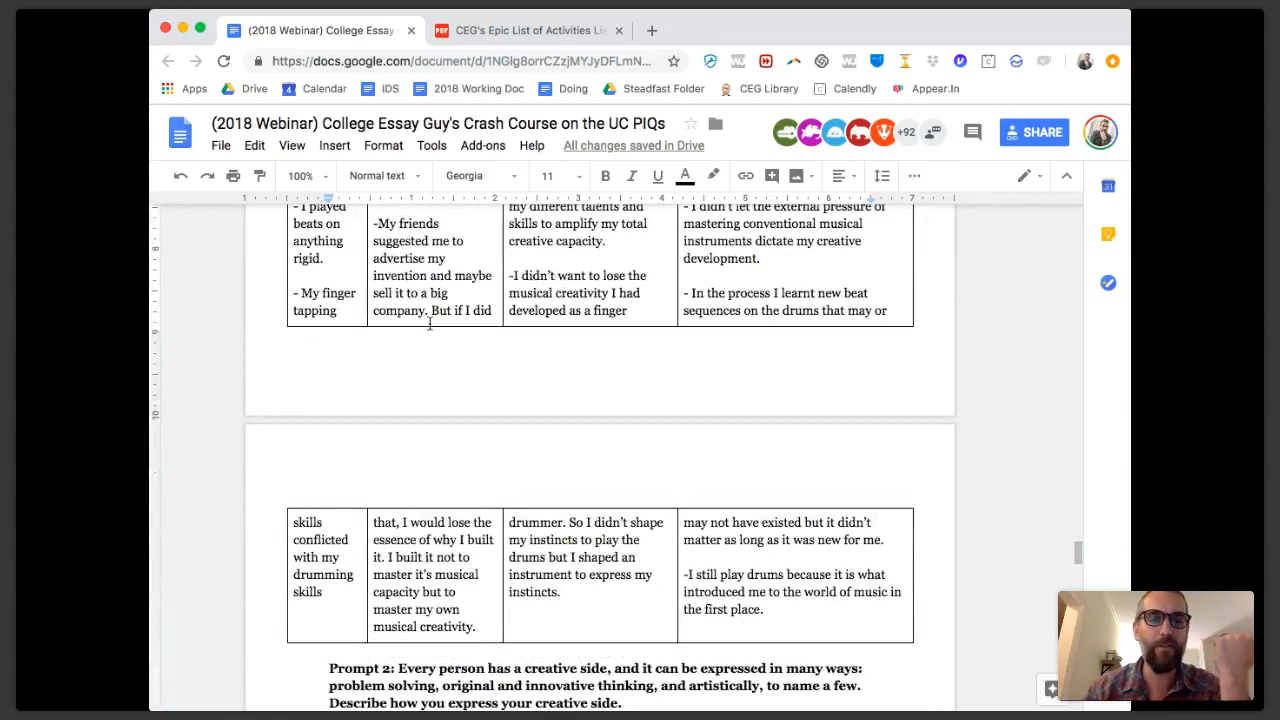 (2018 Webinar) College Essay
CEG's Epic List of Activities Lis
https://docs.google.com/document/d/1NGlg8orrCZzjMYJyDFLmN...
Apps Drive Calendar IDS 2018 Working Doc Doing Steadfast Folder CEG Library Calendly Appear.In
(2018 Webinar) College Essay Guy's Crash Course on the UC PIQs
+92
SHARE
File Edit View Insert Format Tools Add-ons Help All changes saved in Drive
100% Normal text Georgia 11
- I played
beats on
anything
rigid.
- My finger
tapping
-My friends
suggested me to
advertise my
invention and maybe
sell it to a big
company. But if I did
my different talents and
skills to amplify my total
creative capacity.
-I didn't want to lose the
musical creativity I had
developed as a finger
- I didn't let the external pressure of
mastering conventional musical
instruments dictate my creative
development.
- In the process I learnt new beat
sequences on the drums that may or
skills
conflicted
with my
drumming
skills
that, I would lose the
essence of why I built
it. I built it not to
master it's musical
capacity but to
master my own
musical creativity.
drummer. So I didn't shape
my instincts to play the
drums but I shaped an
instrument to express my
instincts.
may not have existed but it didn't
matter as long as it was new for me.
-I still play drums because it is what
introduced me to the world of music in
the first place.
Prompt 2: Every person has a creative side, and it can be expressed in many ways:
problem solving, original and innovative thinking, and artistically, to name a few.
Describe how you express your creative side.